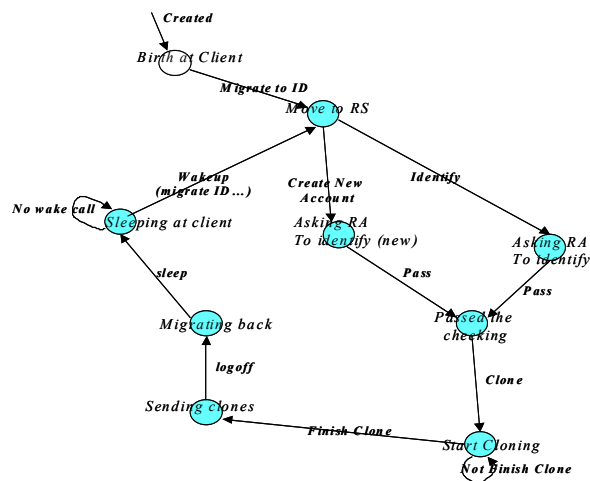 Created
Birth at Client
Migrate to ID
Move to RS
Wakeup
(migrate ID...)
Create New
Account
Identify
No wake call
Sleeping at client
Asking RA
To identify (new)
Asking RA
To identify
sleep
Pass
Pass
Migrating back
Passed the
checking
logoff
Clone
Sending clones
Finish Clone
Start Cloning
Not Finish Clone